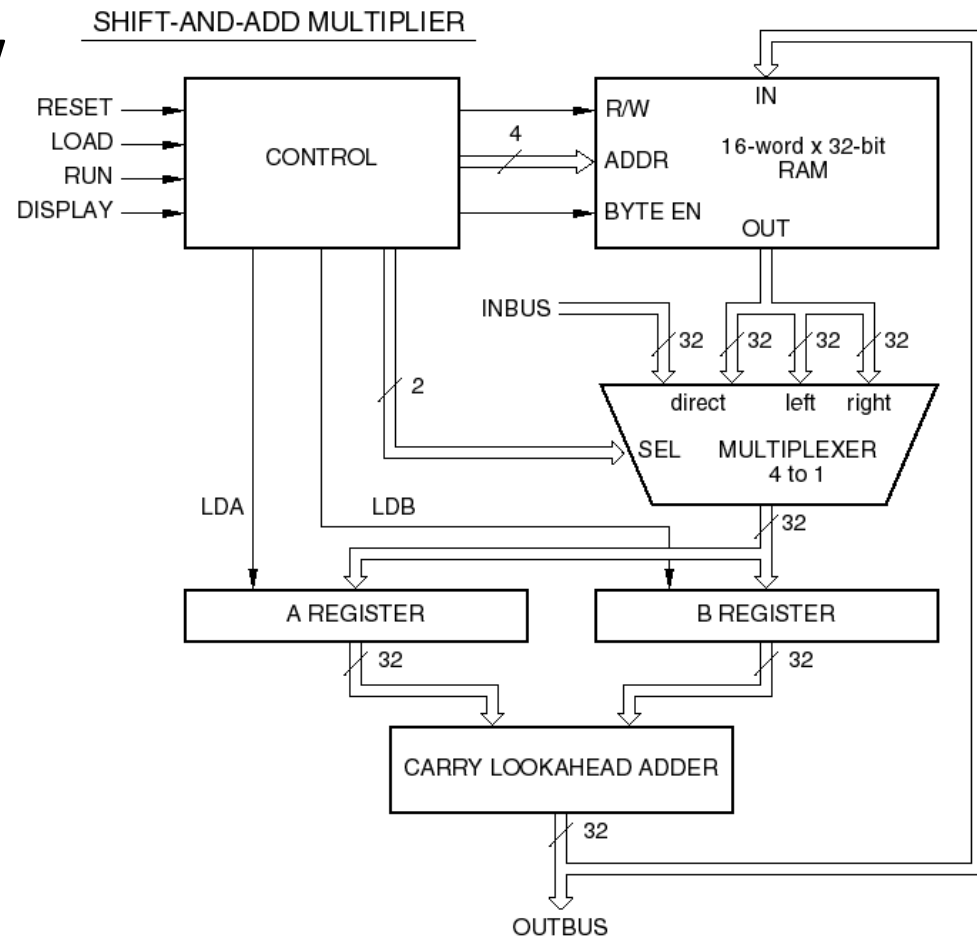 SHIFT-AND-ADD MULTIPLIER
RESET
LOAD
RUN
DISPLAY
CONTROL
4
R/W
ADDR
BYTE EN
IN
16-word x 32-bit
RAM
OUT
INBUS
32
32
32
32
2
direct
left
right
SEL
MULTIPLEXER
4 to 1
LDA
LDB
32
A REGISTER
B REGISTER
32
32
CARRY LOOKAHEAD ADDER
32
OUTBUS